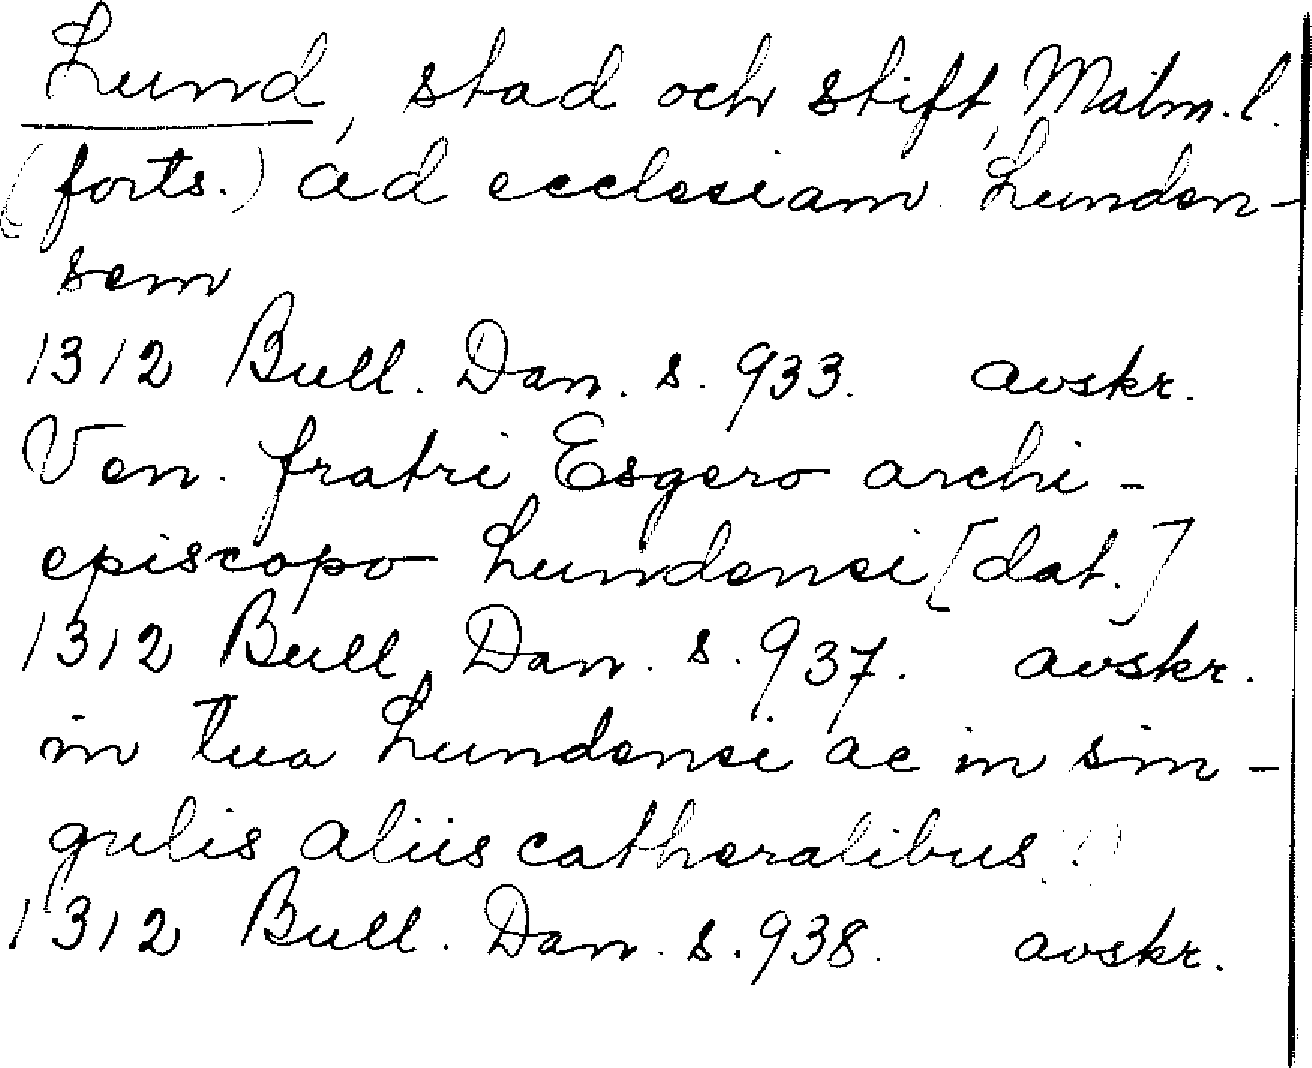 Lund, stad och stift, Malm. l.
(forts.) ad ecclesiam Lunden-
sem
1312 Bull. Dan. s. 933. avskr.
Ven. fratri Esgero archi-
episcopo Lundensi [dat.]
1312 Bull. Dan. s. 937. avskr.
in tua Lundensi ac in sin-
gulis aliis catheralibus (!)
1312 Bull. Dan. s. 938. avskr.